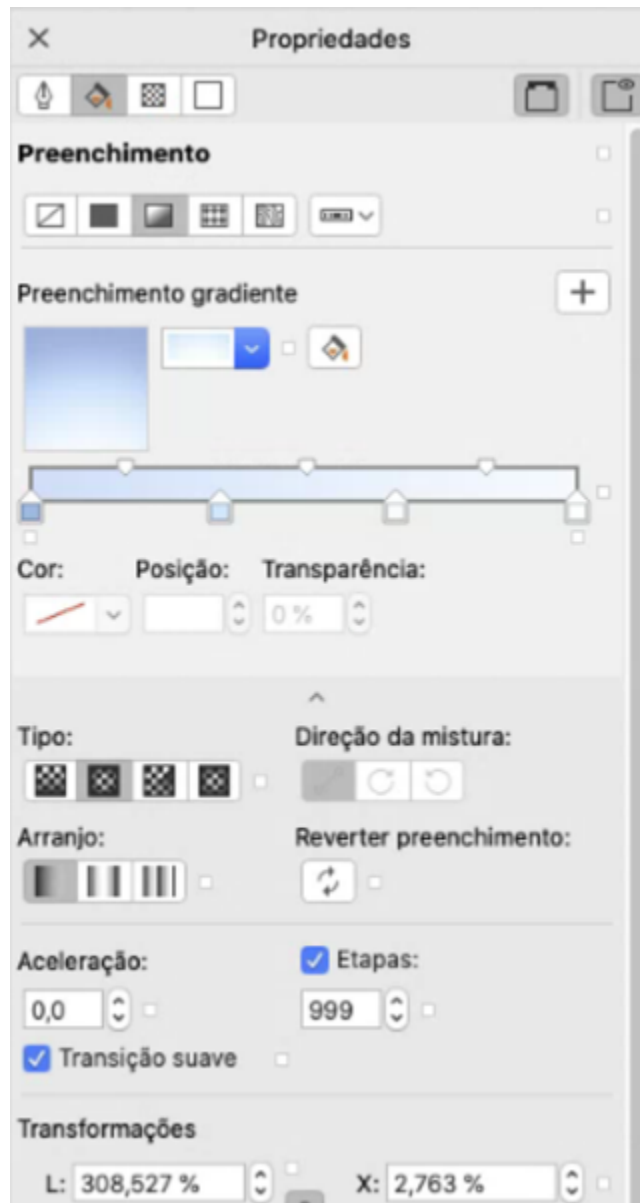 Propriedades
Preenchimento
Preenchimento gradiente
Cor: Posição: Transparência:
0 %
Tipo: Direção da mistura:
Arranjo: Reverter preenchimento:
Aceleração: Etapas:
0,0 999
Transição suave
Transformações
L: 308,527 % X: 2,763 %